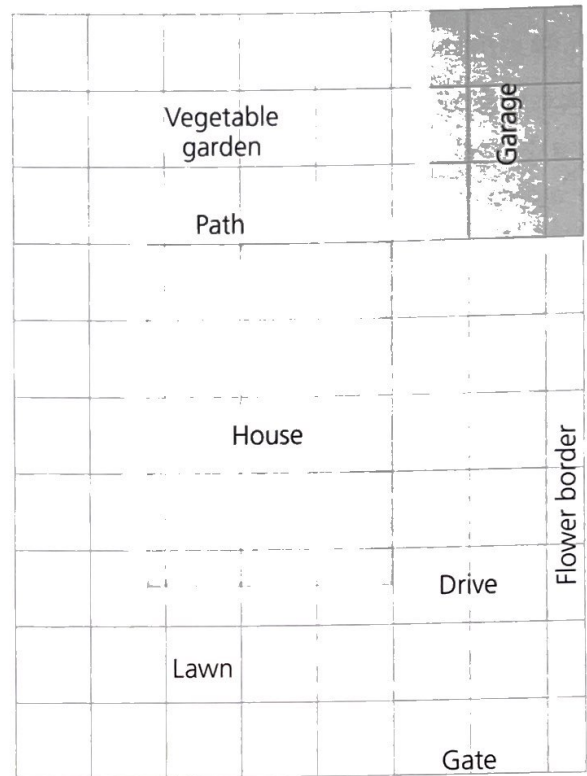 Vegetable
garden
Garage
Path
House
Flower border
Drive
Lawn
Gate